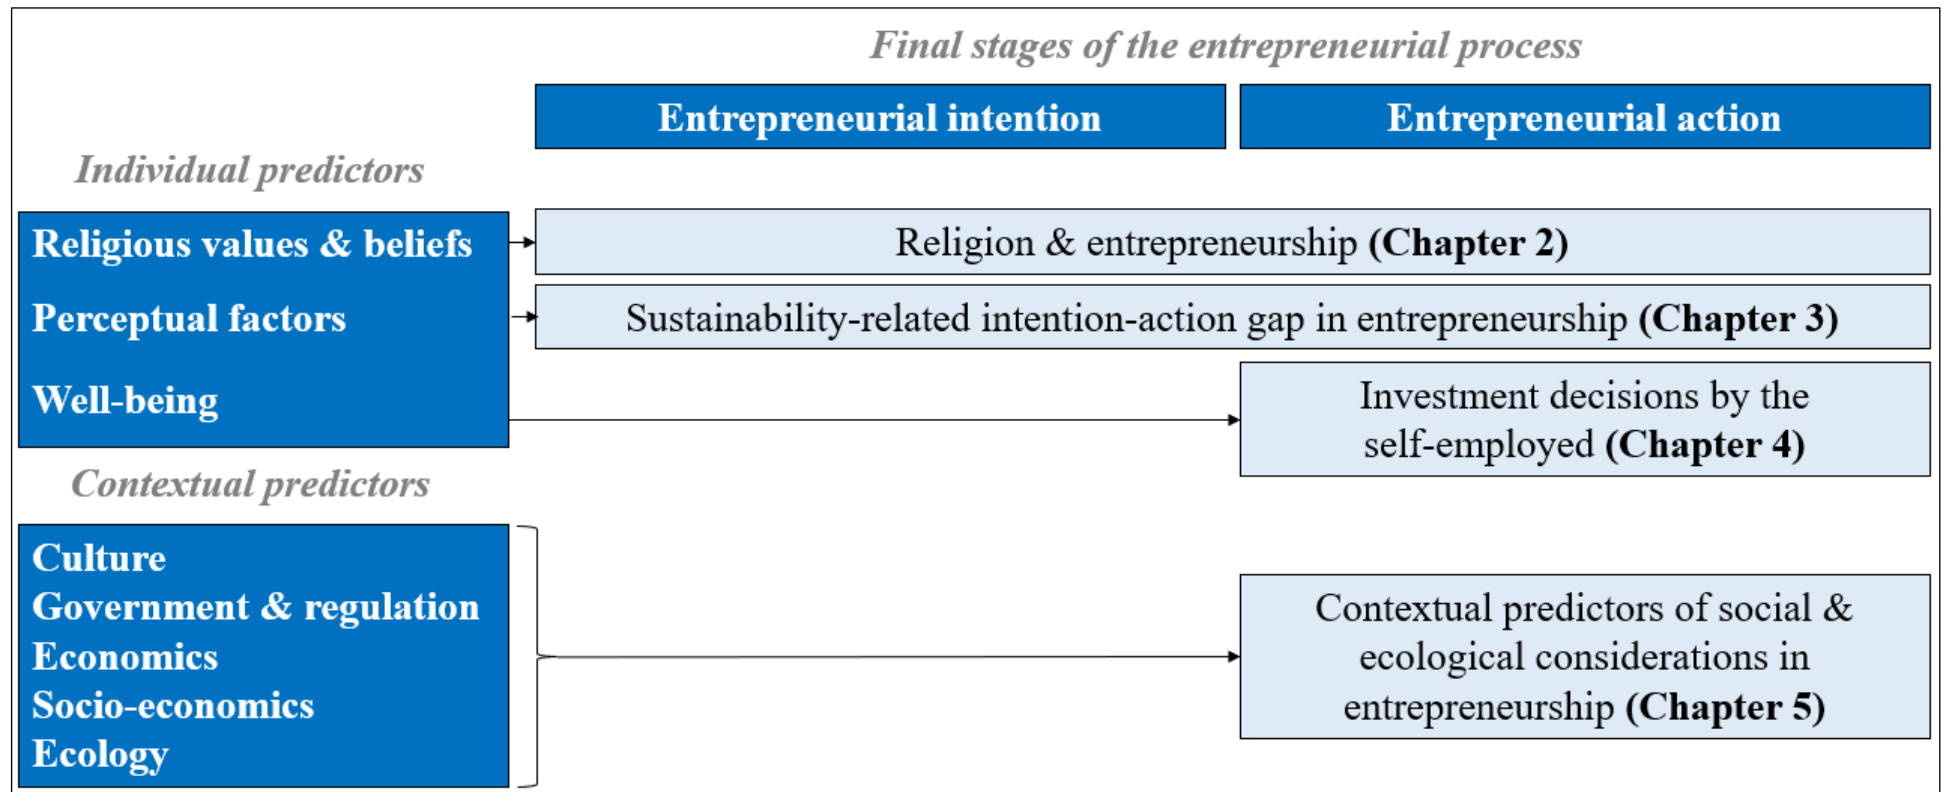 Final stages of the entrepreneurial process
Entrepreneurial intention
Entrepreneurial action
Individual predictors
Religious values & beliefs
Religion & entrepreneurship (Chapter 2)
Perceptual factors
Sustainability-related intention-action gap in entrepreneurship (Chapter 3)
Well-being
Investment decisions by the
self-employed (Chapter 4)
Contextual predictors
Culture
Government & regulation
Economics
Socio-economics
Ecology
Contextual predictors of social &
ecological considerations in
entrepreneurship (Chapter 5)